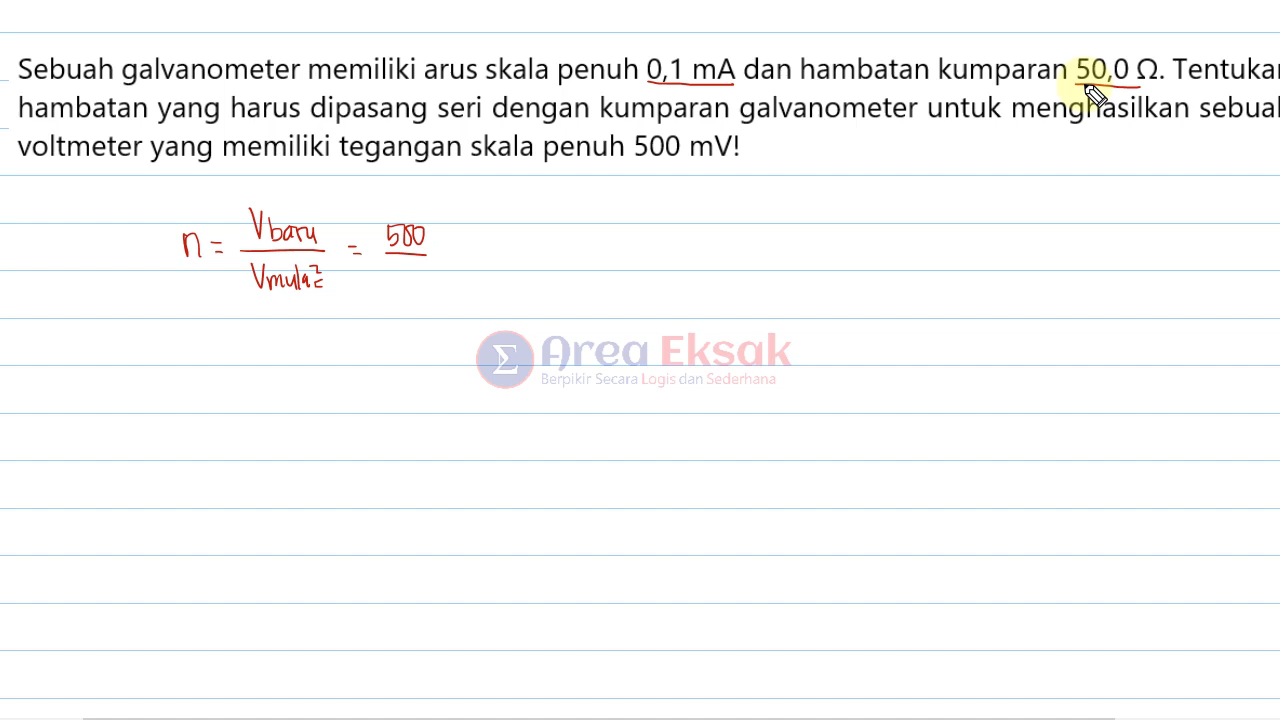 Sebuah galvanometer memiliki arus skala penuh 0,1 mA dan hambatan kumparan 50,0 Ω. Tentukan
hambatan yang harus dipasang seri dengan kumparan galvanometer untuk menghasilkan sebuah
voltmeter yang memiliki tegangan skala penuh 500 mV!
n = Vbaru / Vmula² = 500
Area Eksak
Berpikir Secara Logis dan Sederhana